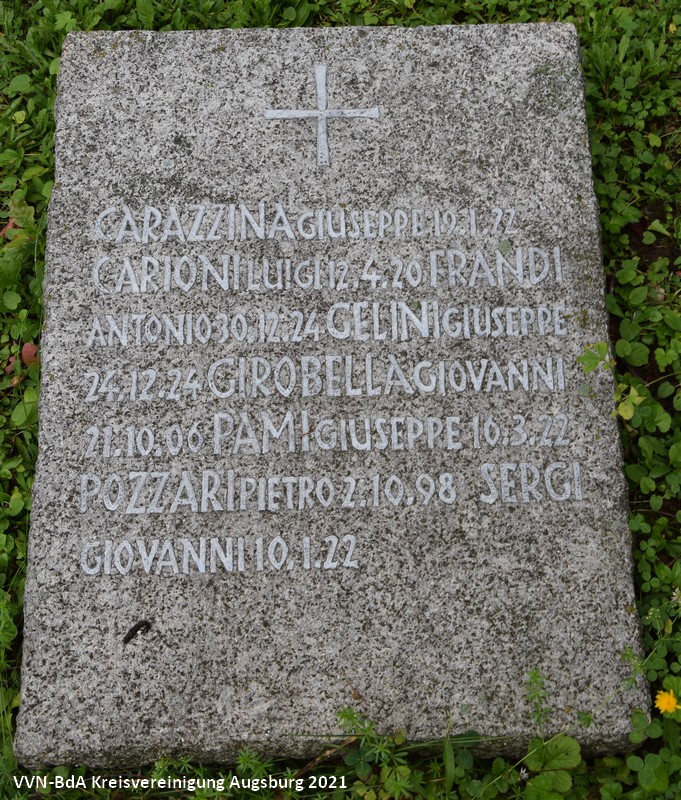 CARAZZINA GIUSEPPE 19.1.22
CARIONI LUIGI 12.4.20 FRANDI
ANTONIO 30.12.24 GELINI GIUSEPPE
24.12.24 GIROBELLA GIOVANNI
21.10.06 PAMI GIUSEPPE 16.3.22
POZZARI PIETRO 2.10.98 SERGI
GIOVANNI 10.1.22
VVN-BdA Kreisvereinigung Augsburg 2021